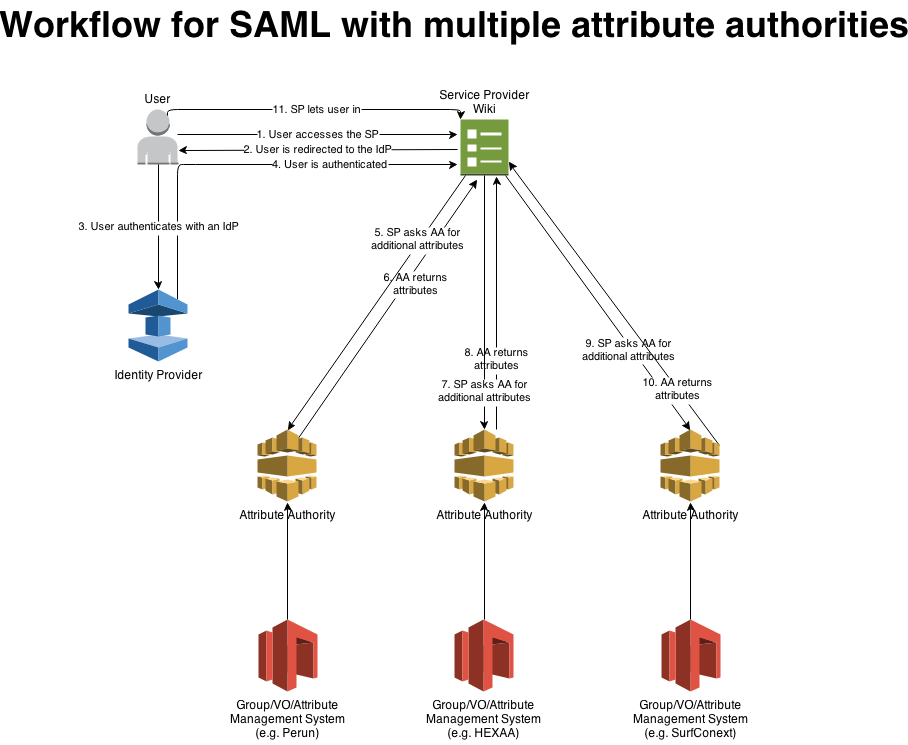 Workflow for SAML with multiple attribute authorities
User
Service Provider
Wiki
11. SP lets user in
1. User accesses the SP
2. User is redirected to the IdP
4. User is authenticated
3. User authenticates with an IdP
5. SP asks AA for
additional attributes
6. AA returns
attributes
Identity Provider
8. AA returns
attributes
7. SP asks AA for
additional attributes
9. SP asks AA for
additional attributes
10. AA returns
attributes
Attribute Authority
Attribute Authority
Attribute Authority
Group/VO/Attribute
Management System
(e.g. Perun)
Group/VO/Attribute
Management System
(e.g. HEXAA)
Group/VO/Attribute
Management System
(e.g. SurfConext)